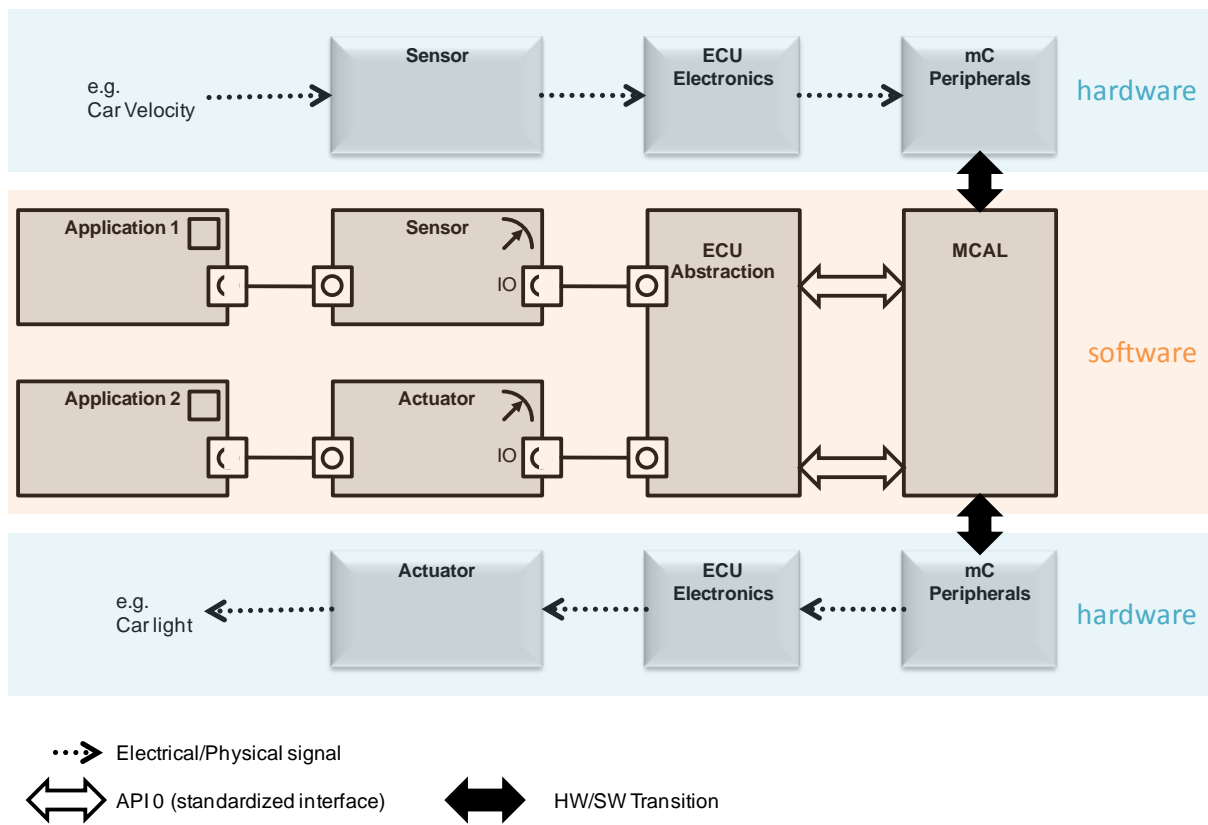 Sensor
ECU
Electronics
mC
Peripherals
hardware
e.g.
Car Velocity
Application 1
Sensor
IO
ECU
Abstraction
MCAL
software
Application 2
Actuator
IO
Actuator
ECU
Electronics
mC
Peripherals
hardware
e.g.
Car light
Electrical/Physical signal
API 0 (standardized interface)
HW/SW Transition